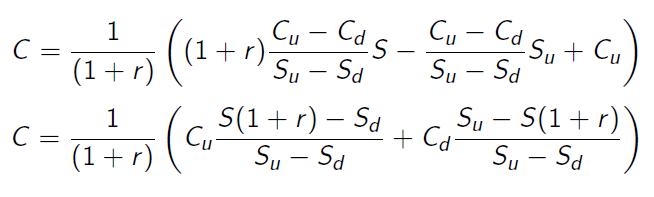 C = \frac{1}{(1 + r)} \left( (1 + r) \frac{C_u - C_d}{S_u - S_d} S - \frac{C_u - C_d}{S_u - S_d} S_u + C_u \right)
C = \frac{1}{(1 + r)} \left( C_u \frac{S(1 + r) - S_d}{S_u - S_d} + C_d \frac{S_u - S(1 + r)}{S_u - S_d} \right)